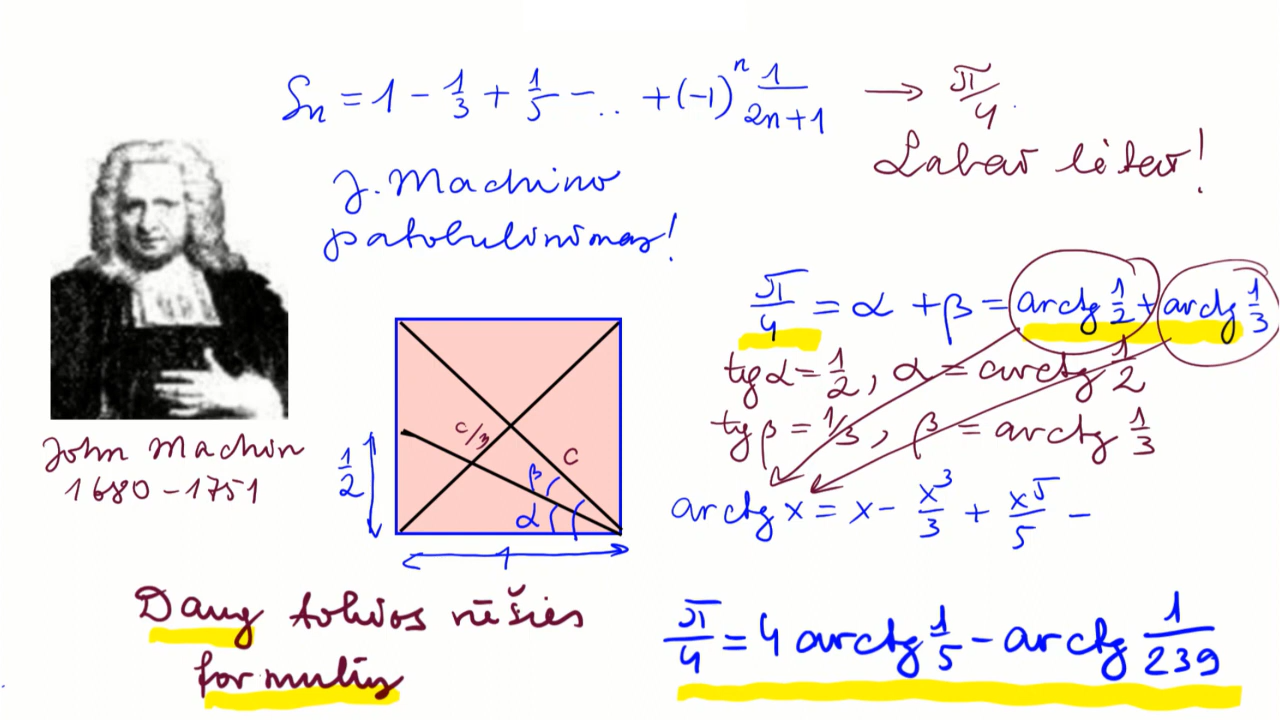 Sₙ = 1 - 1/3 + 1/5 - .. + (-1)ⁿ 1/(2n+1) → π/4.
Labai lėtai!
J. Machino
patobulinimas!
π/4 = α + β = arctg 1/2 + arctg 1/3
tg α = 1/2, α = arctg 1/2
tg β = 1/3, β = arctg 1/3
arctg x = x - x³/3 + x⁵/5 -
John Machin
1680 - 1751
1/2
c/3
c
β
α
1
Daug tokios rūšies
formulių
π/4 = 4 arctg 1/5 - arctg 1/239